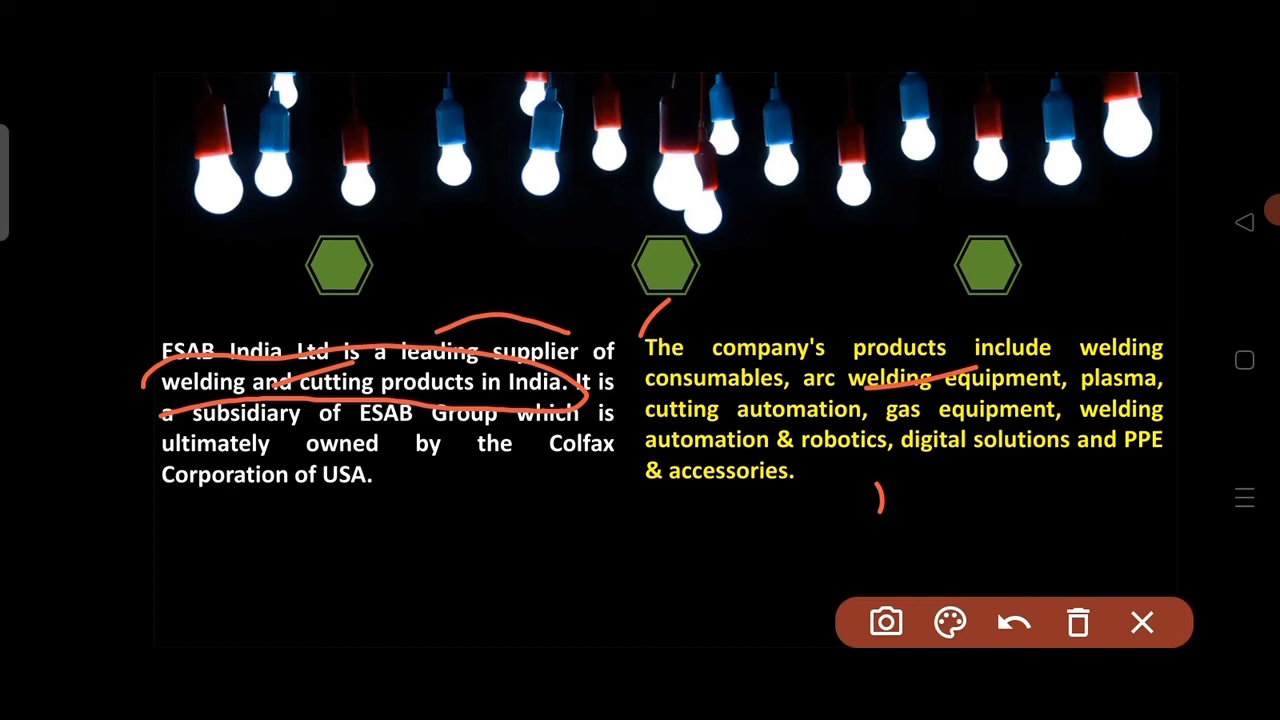 ESAB India Ltd is a leading supplier of
welding and cutting products in India. It is
a subsidiary of ESAB Group which is
ultimately owned by the Colfax
Corporation of USA.
The company's products include welding
consumables, arc welding equipment, plasma,
cutting automation, gas equipment, welding
automation & robotics, digital solutions and PPE
& accessories.